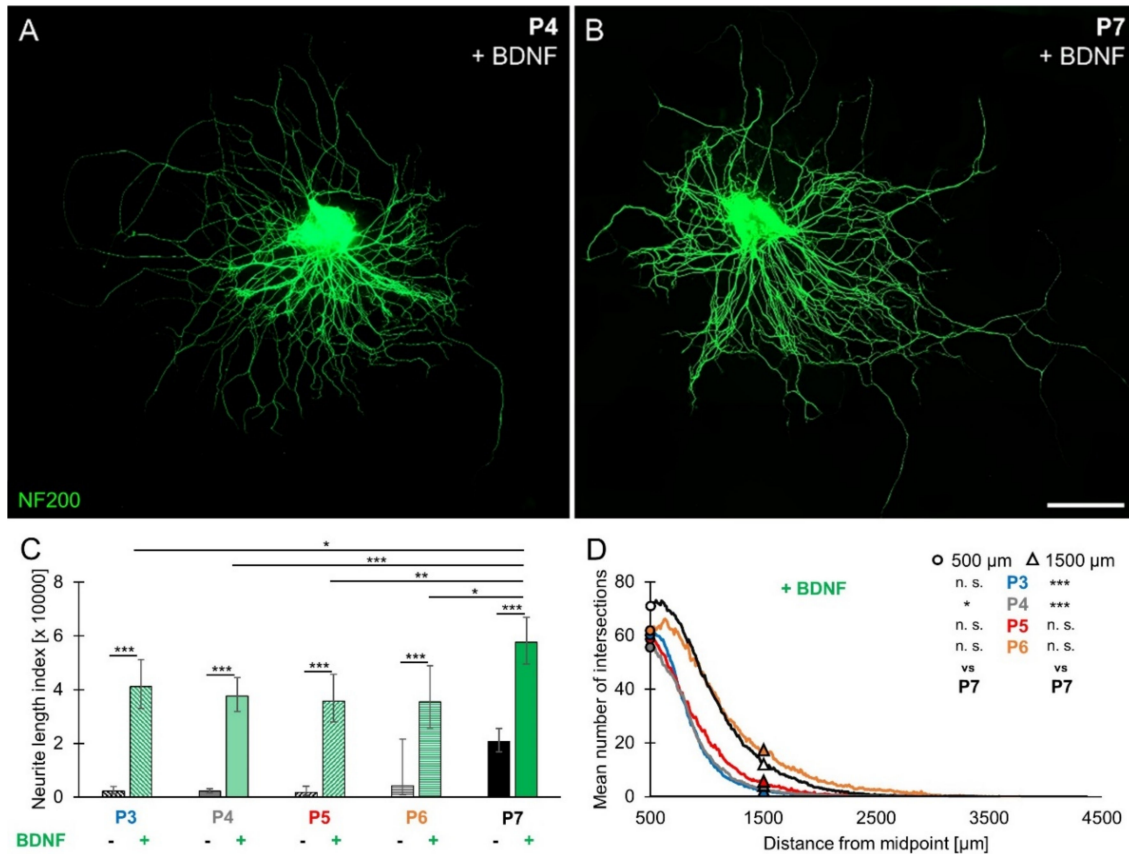 A
P4
+ BDNF
B
P7
+ BDNF
NF200
C
Neurite length index [x 10000]
8
6
4
2
0
*
***
**
*
***
***
***
***
***
P3
P4
P5
P6
P7
BDNF - + - + - + - + - +
D
Mean number of intersections
80
60
40
20
0
+ BDNF
500 µm 1500 µm
n. s. P3 ***
* P4 ***
n. s. P5 n. s.
n. s. P6 n. s.
vs vs
P7 P7
500 1500 2500 3500 4500
Distance from midpoint [µm]